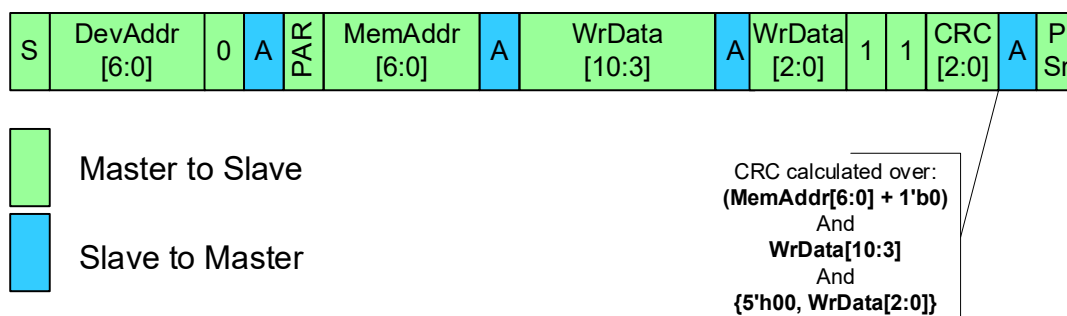 S DevAddr [6:0] 0 A PAR MemAddr [6:0] A WrData [10:3] A WrData [2:0] 1 1 CRC [2:0] A P
Master to Slave
Slave to Master
CRC calculated over:
(MemAddr[6:0] + 1'b0)
And
WrData[10:3]
And
{5'h00, WrData[2:0]}